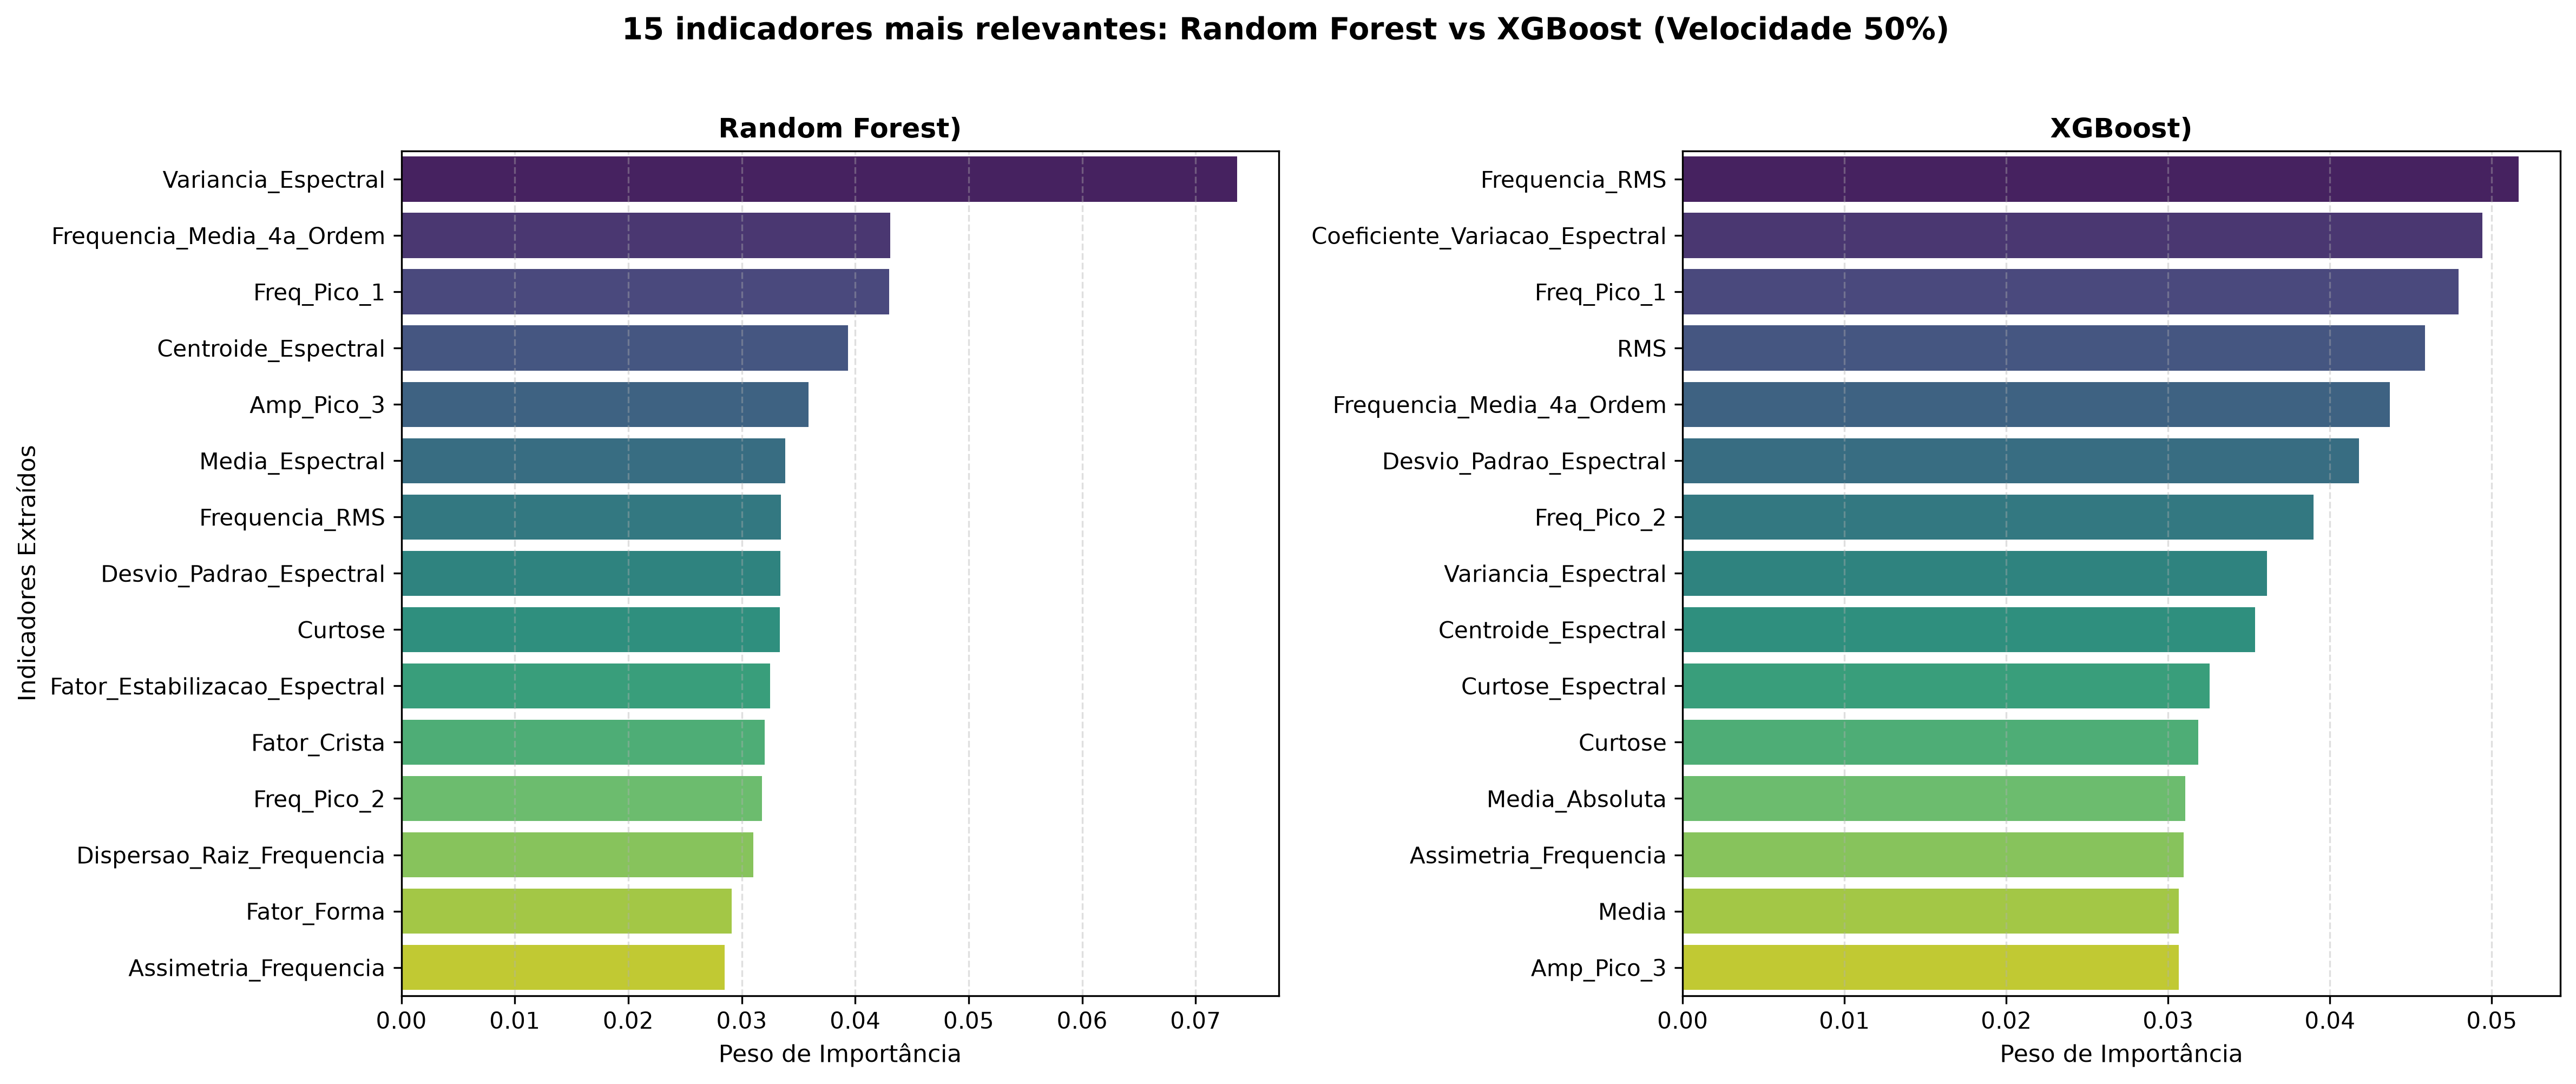 15 indicadores mais relevantes: Random Forest vs XGBoost (Velocidade 50%)
Random Forest)
Indicadores Extraídos
Variancia_Espectral
Frequencia_Media_4a_Ordem
Freq_Pico_1
Centroide_Espectral
Amp_Pico_3
Media_Espectral
Frequencia_RMS
Desvio_Padrao_Espectral
Curtose
Fator_Estabilizacao_Espectral
Fator_Crista
Freq_Pico_2
Dispersao_Raiz_Frequencia
Fator_Forma
Assimetria_Frequencia
0.00 0.01 0.02 0.03 0.04 0.05 0.06 0.07
Peso de Importância
XGBoost)
Frequencia_RMS
Coeficiente_Variacao_Espectral
Freq_Pico_1
RMS
Frequencia_Media_4a_Ordem
Desvio_Padrao_Espectral
Freq_Pico_2
Variancia_Espectral
Centroide_Espectral
Curtose_Espectral
Curtose
Media_Absoluta
Assimetria_Frequencia
Media
Amp_Pico_3
0.00 0.01 0.02 0.03 0.04 0.05
Peso de Importância